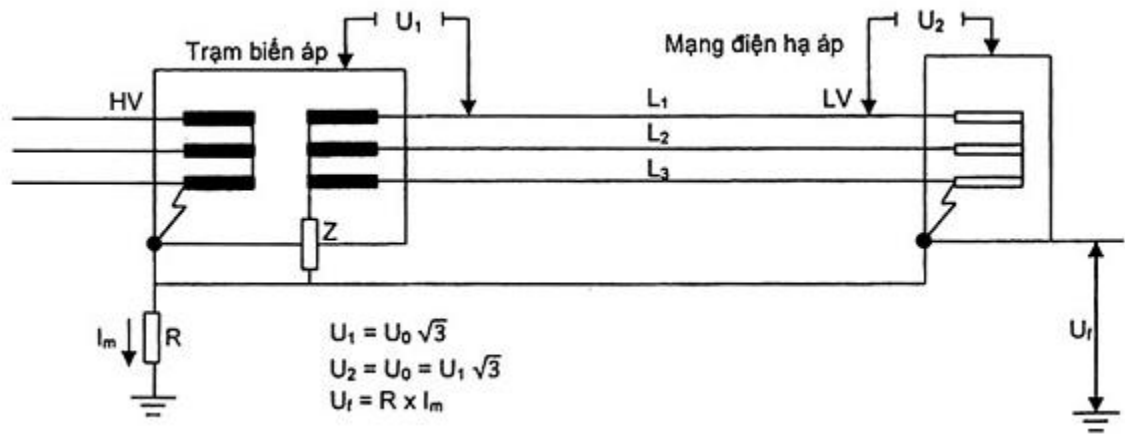 U₁
U₂
Trạm biến áp
Mạng điện hạ áp
HV
L₁
LV
L₂
L₃
Z
Iₘ
R
U₁ = U₀ √3
U₂ = U₀ = U₁ √3
Uf = R x Iₘ
Uf